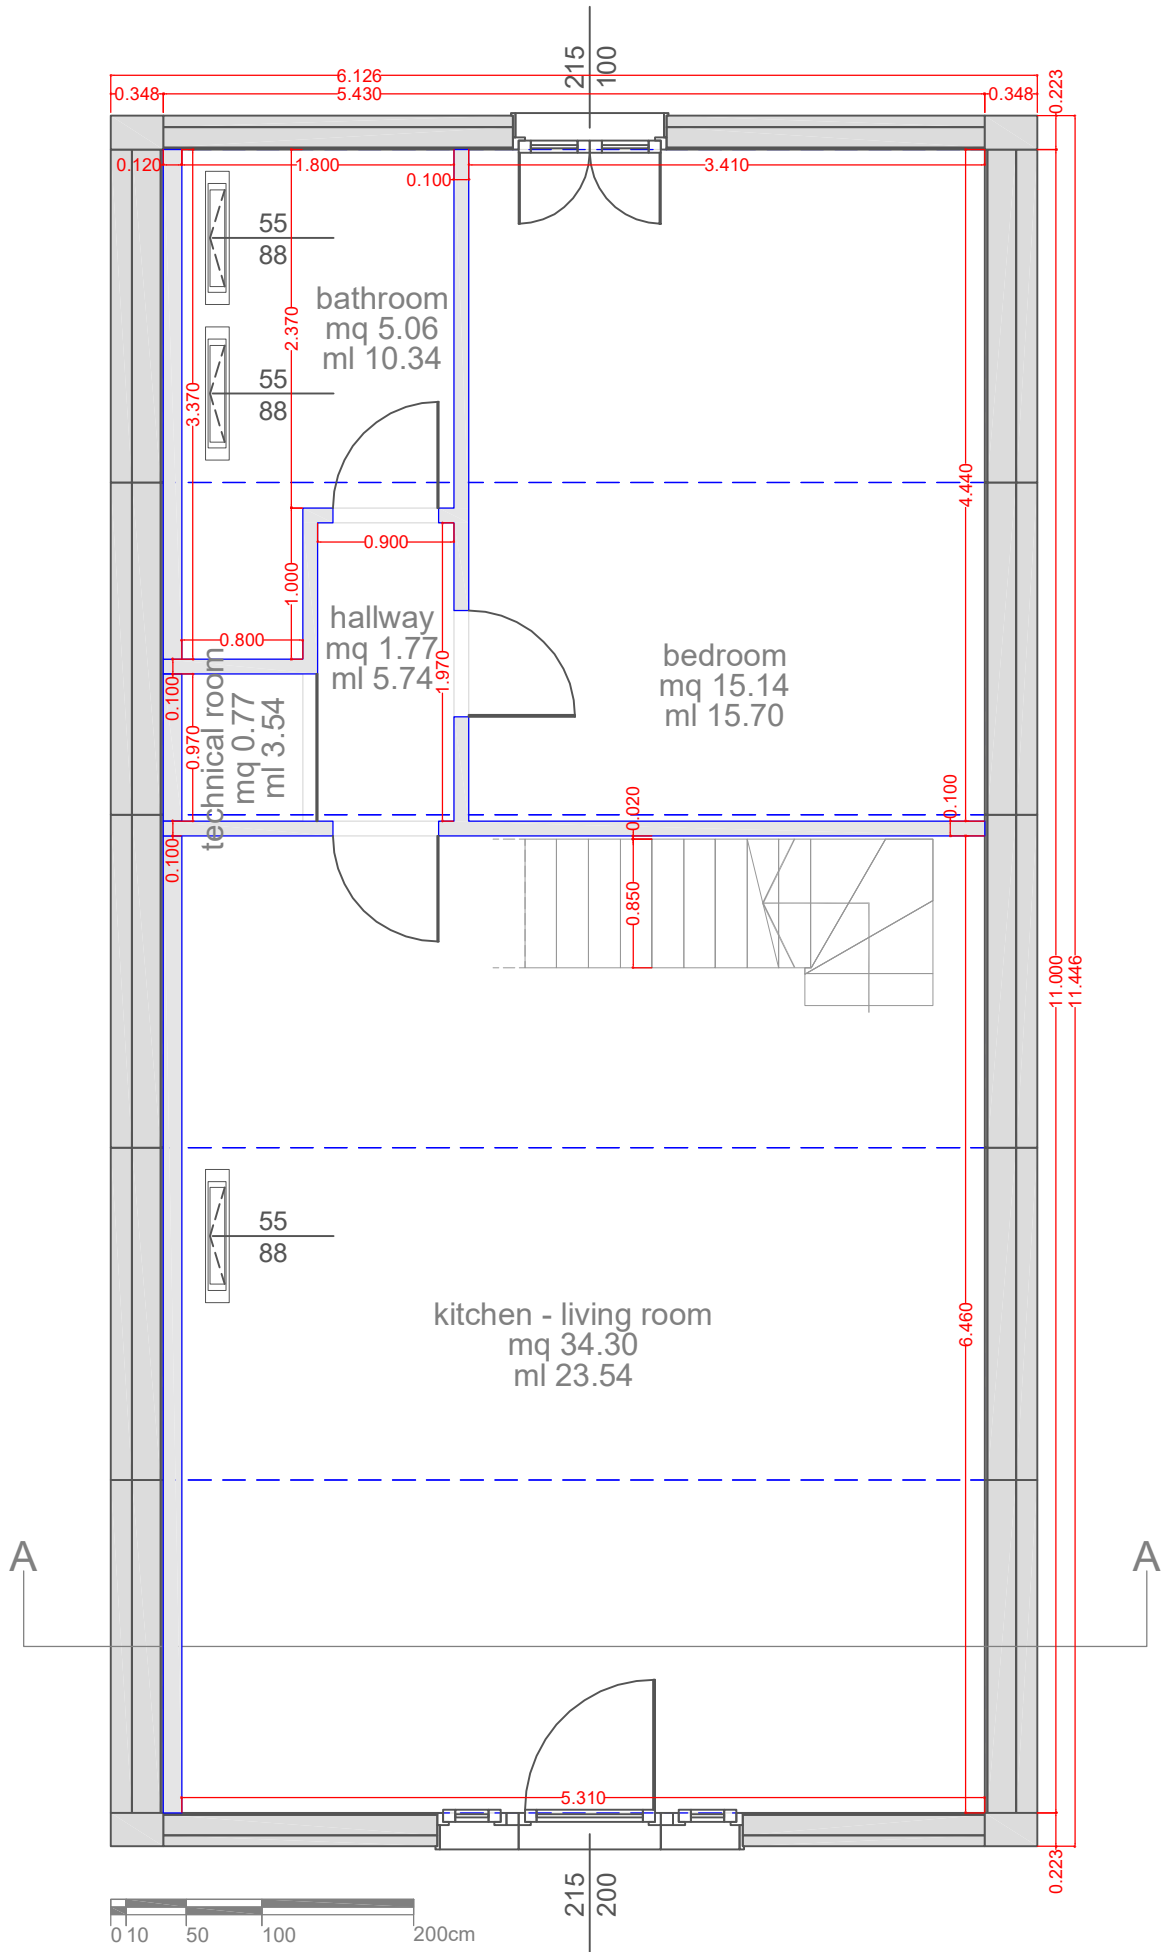 215
100
6.126
0.348
5.430
0.348
0.223
0.120
1.800
0.100
3.410
55
88
bathroom
mq 5.06
ml 10.34
2.370
55
88
3.370
4.440
0.900
1.000
hallway
mq 1.77
ml 5.74
1.970
0.800
bedroom
mq 15.14
ml 15.70
0.100
technical room
mq 0.77
ml 3.54
0.970
0.020
0.100
0.100
0.850
11.000
11.446
55
88
kitchen - living room
mq 34.30
ml 23.54
6.460
A
A
5.310
215
200
0.223
0 10 50 100 200cm